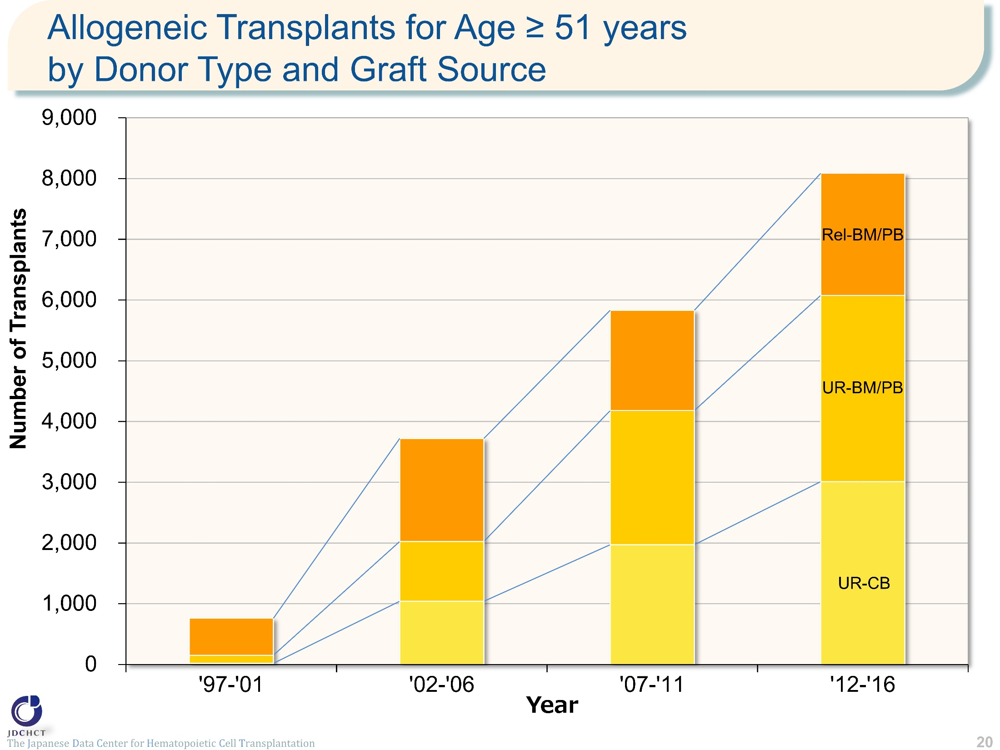 Allogeneic Transplants for Age ≥ 51 years
by Donor Type and Graft Source
Number of Transplants
9,000
8,000
7,000
6,000
5,000
4,000
3,000
2,000
1,000
0
Rel-BM/PB
UR-BM/PB
UR-CB
'97-'01
'02-'06
'07-'11
'12-'16
Year
JDCHCT
The Japanese Data Center for Hematopoietic Cell Transplantation
20